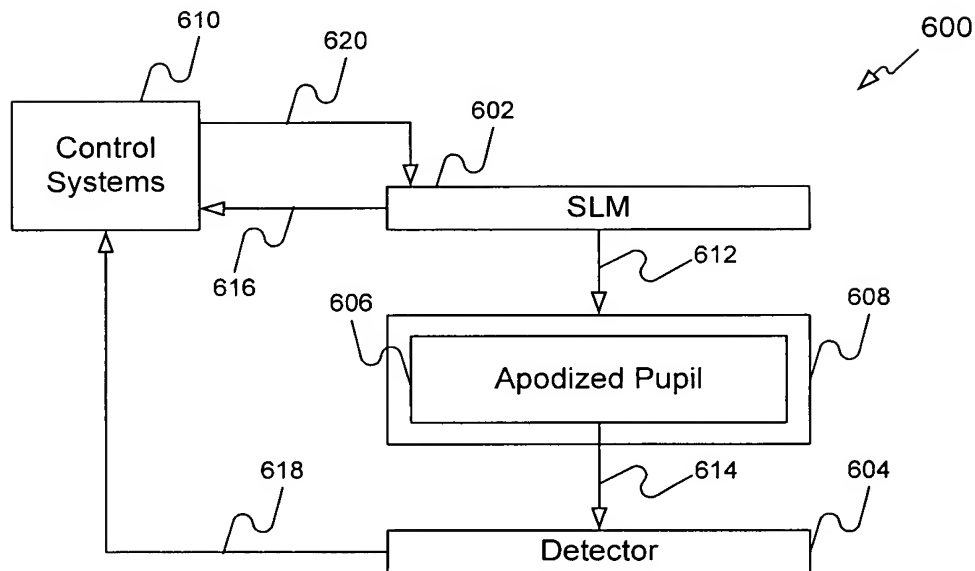 610
620
600
602
Control
Systems
SLM
616
612
606
608
Apodized Pupil
618
614
604
Detector